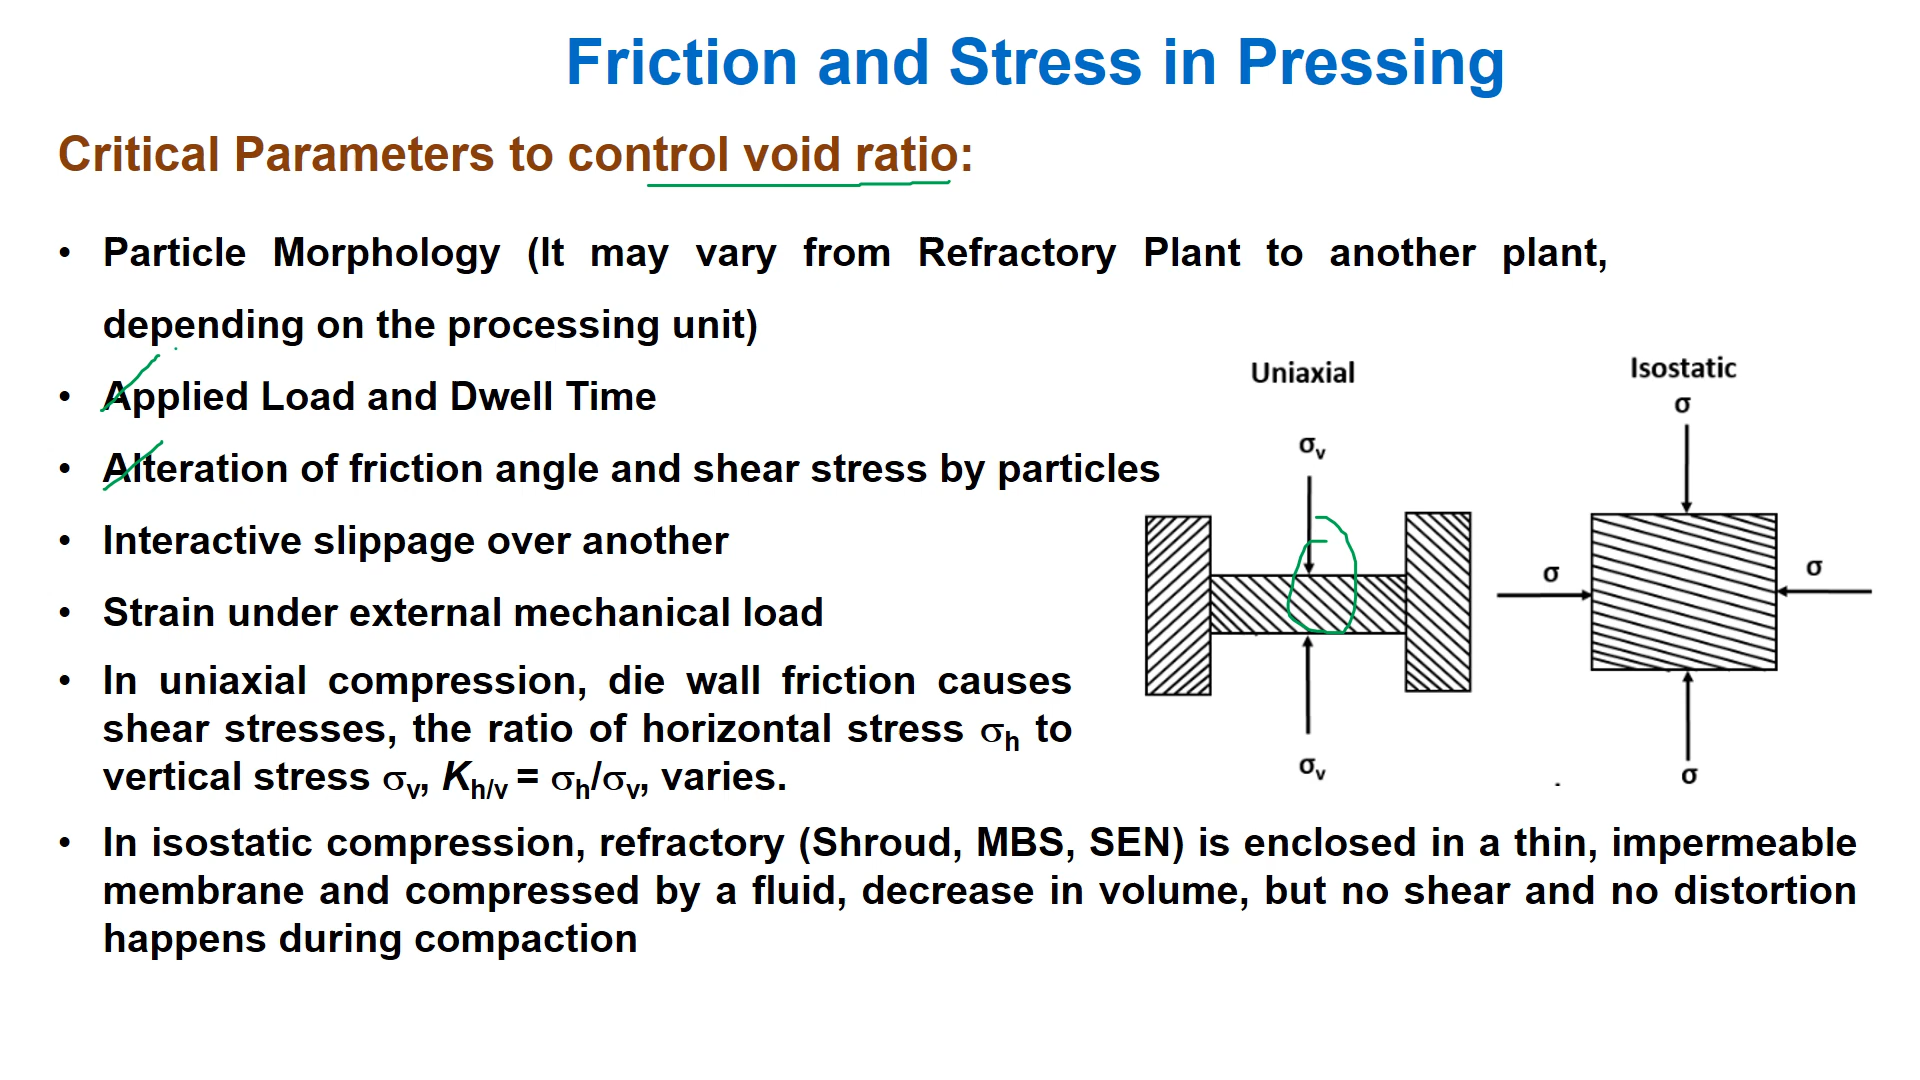 Friction and Stress in Pressing
Critical Parameters to control void ratio:
• Particle Morphology (It may vary from Refractory Plant to another plant,
depending on the processing unit)
• Applied Load and Dwell Time
• Alteration of friction angle and shear stress by particles
• Interactive slippage over another
• Strain under external mechanical load
• In uniaxial compression, die wall friction causes
shear stresses, the ratio of horizontal stress σh to
vertical stress σv, Kh/v = σh/σv, varies.
• In isostatic compression, refractory (Shroud, MBS, SEN) is enclosed in a thin, impermeable
membrane and compressed by a fluid, decrease in volume, but no shear and no distortion
happens during compaction
Uniaxial
σv
σv
Isostatic
σ
σ
σ
σ